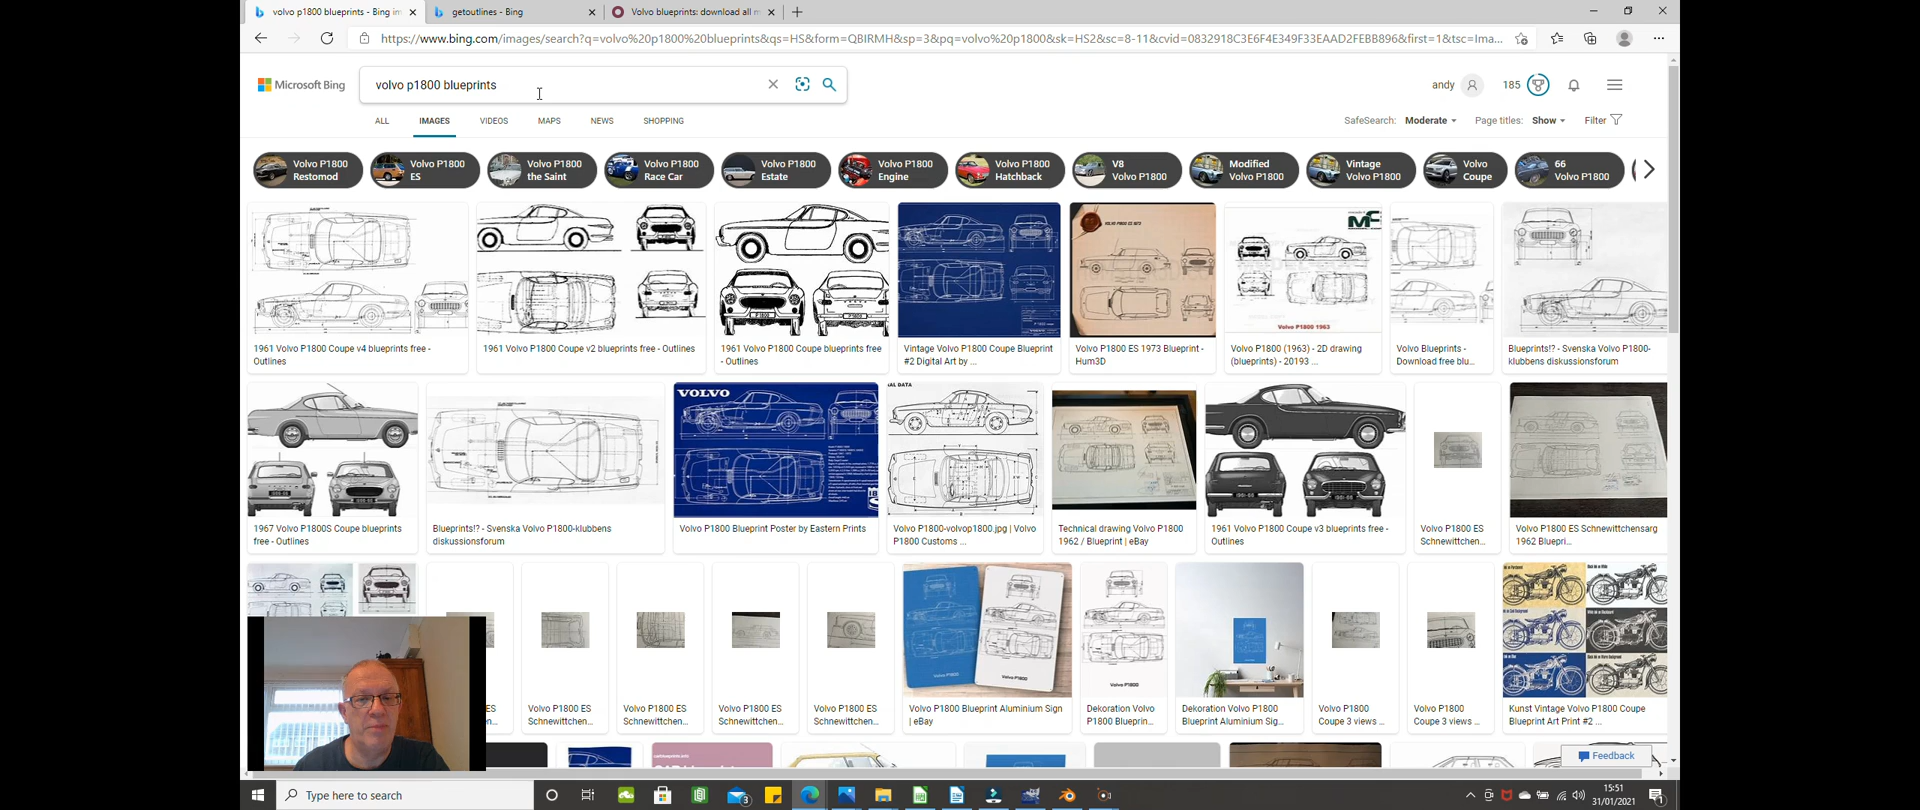 volvo p1800 blueprints - Bing im
getoutlines - Bing
Volvo blueprints: download all m
https://www.bing.com/images/search?q=volvo%20p1800%20blueprints&qs=HS&form=QBIRMH&sp=3&pq=volvo%20p1800&sk=HS2&sc=8-11&cvid=0832918C3E6F4E349F33EAAD2FEBB896&first=1&tsc=Ima...
Microsoft Bing
volvo p1800 blueprints
andy
185
ALL
IMAGES
VIDEOS
MAPS
NEWS
SHOPPING
SafeSearch: Moderate
Page titles: Show
Filter
Volvo P1800 Restomod
Volvo P1800 ES
Volvo P1800 the Saint
Volvo P1800 Race Car
Volvo P1800 Estate
Volvo P1800 Engine
Volvo P1800 Hatchback
V8 Volvo P1800
Modified Volvo P1800
Vintage Volvo P1800
Volvo Coupe
66 Volvo P1800
Volvo P1800 1963
1961 Volvo P1800 Coupe v4 blueprints free - Outlines
1961 Volvo P1800 Coupe v2 blueprints free - Outlines
1961 Volvo P1800 Coupe blueprints free - Outlines
Vintage Volvo P1800 Coupe Blueprint #2 Digital Art by ...
Volvo P1800 ES 1973 Blueprint - Hum3D
Volvo P1800 (1963) - 2D drawing (blueprints) - 20193 ...
Volvo Blueprints - Download free blu...
Blueprints!? - Svenska Volvo P1800-klubbens diskussionsforum
VOLVO
AL DATA
1967 Volvo P1800S Coupe blueprints free - Outlines
Blueprints!? - Svenska Volvo P1800-klubbens diskussionsforum
Volvo P1800 Blueprint Poster by Eastern Prints
Volvo P1800-volvop1800.jpg | Volvo P1800 Customs ...
Technical drawing Volvo P1800 1962 / Blueprint | eBay
1961 Volvo P1800 Coupe v3 blueprints free - Outlines
Volvo P1800 ES Schnewittchen...
Volvo P1800 ES Schnewittchensarg 1962 Bluepri...
Volvo P1800
Volvo P1800
Volvo P1800
ES
n...
Volvo P1800 ES Schnewittchen...
Volvo P1800 ES Schnewittchen...
Volvo P1800 ES Schnewittchen...
Volvo P1800 ES Schnewittchen...
Volvo P1800 Blueprint Aluminium Sign | eBay
Dekoration Volvo P1800 Blueprin...
Dekoration Volvo P1800 Blueprint Aluminium Sig...
Volvo P1800 Coupe 3 views ...
Volvo P1800 Coupe 3 views ...
Kunst Vintage Volvo P1800 Coupe Blueprint Art Print #2 ...
Feedback
Type here to search
3
15:51
31/01/2021
1